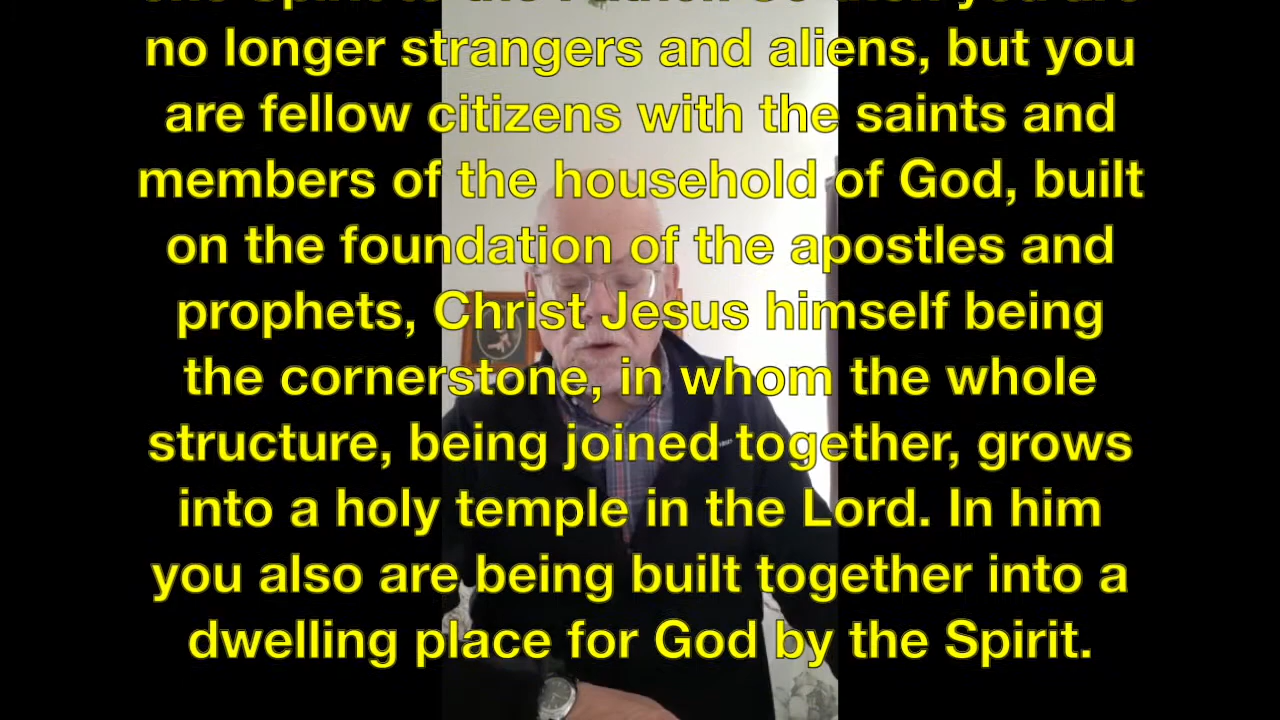 no longer strangers and aliens, but you
are fellow citizens with the saints and
members of the household of God, built
on the foundation of the apostles and
prophets, Christ Jesus himself being
the cornerstone, in whom the whole
structure, being joined together, grows
into a holy temple in the Lord. In him
you also are being built together into a
dwelling place for God by the Spirit.